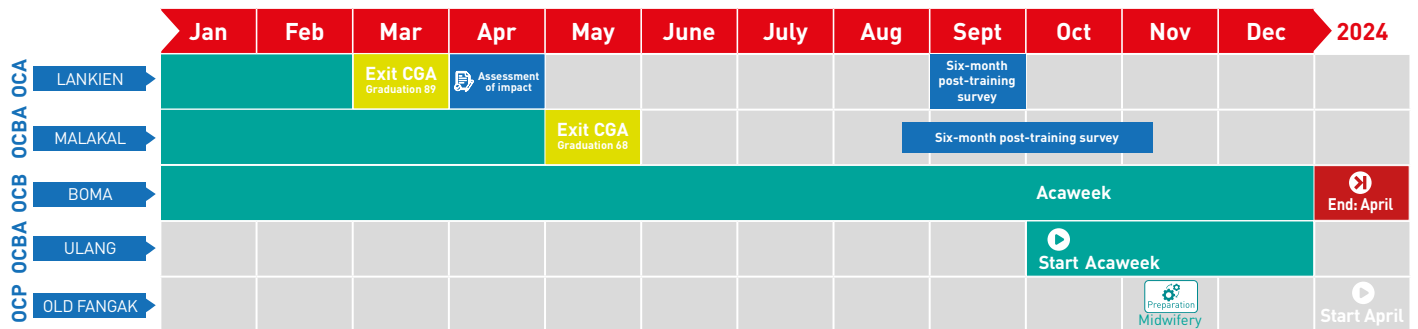 Jan Feb Mar Apr May June July Aug Sept Oct Nov Dec 2024
OCA
LANKIEN
Exit CGA
Graduation 89
Assessment
of impact
Six-month
post-training
survey
OCBA
MALAKAL
Exit CGA
Graduation 68
Six-month post-training survey
OCB
BOMA
Acaweek
End: April
OCBA
ULANG
Start Acaweek
OCP
OLD FANGAK
Preparation
Midwifery
Start April